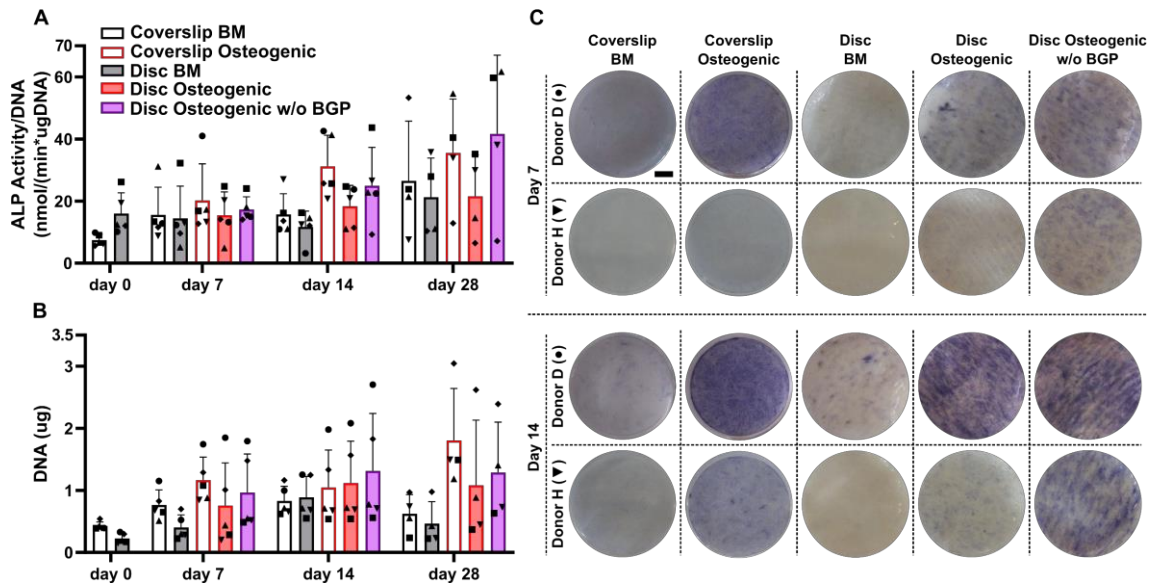 A
Coverslip BM
Coverslip Osteogenic
Disc BM
Disc Osteogenic
Disc Osteogenic w/o BGP
ALP Activity/DNA
(nmol/(min*ugDNA)
70
60
40
20
0
day 0
day 7
day 14
day 28
B
DNA (ug)
3.5
3
2
1
0
day 0
day 7
day 14
day 28
C
Coverslip
BM
Coverslip
Osteogenic
Disc
BM
Disc
Osteogenic
Disc Osteogenic
w/o BGP
Day 7
Donor D (●)
Donor H (▼)
Day 14
Donor D (●)
Donor H (▼)